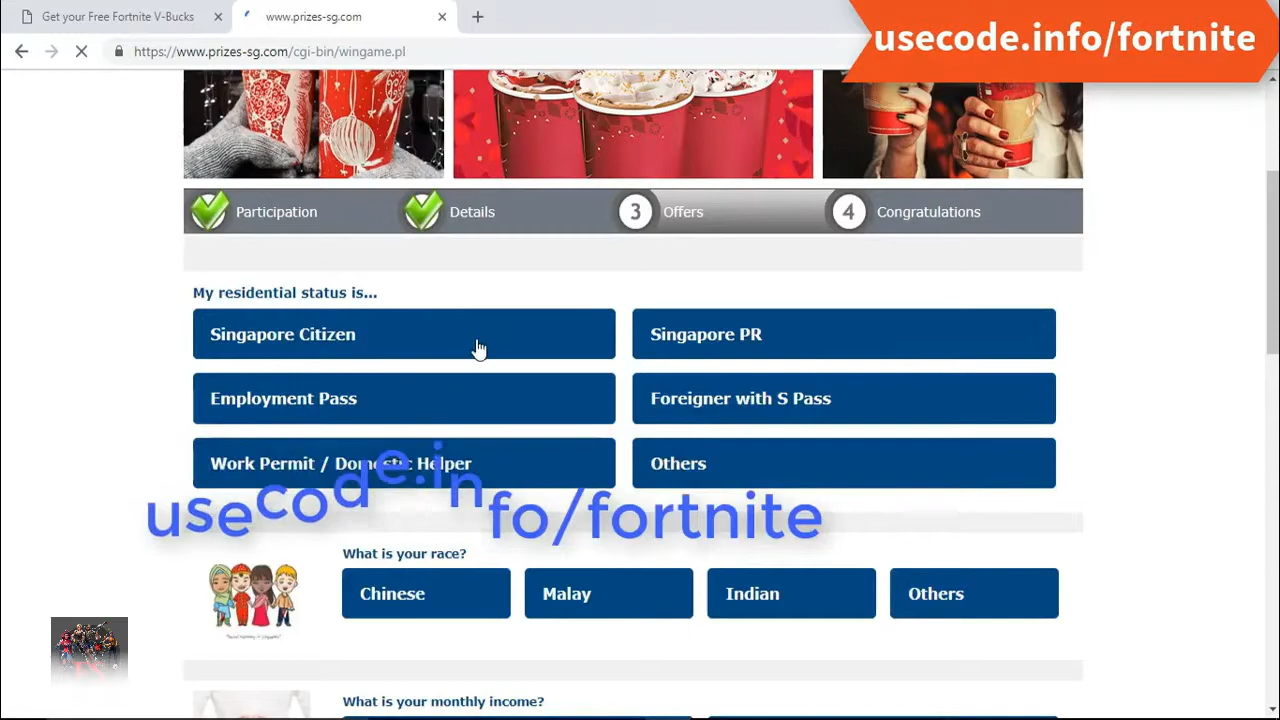 Get your Free Fortnite V-Bucks
www.prizes-sg.com
usecode.info/fortnite
https://www.prizes-sg.com/cgi-bin/wingame.pl
Participation
Details
3 Offers
4 Congratulations
My residential status is...
Singapore Citizen
Singapore PR
Employment Pass
Foreigner with S Pass
Work Permit / Domestic Helper
Others
usecode.info/fortnite
What is your race?
Chinese
Malay
Indian
Others
What is your monthly income?